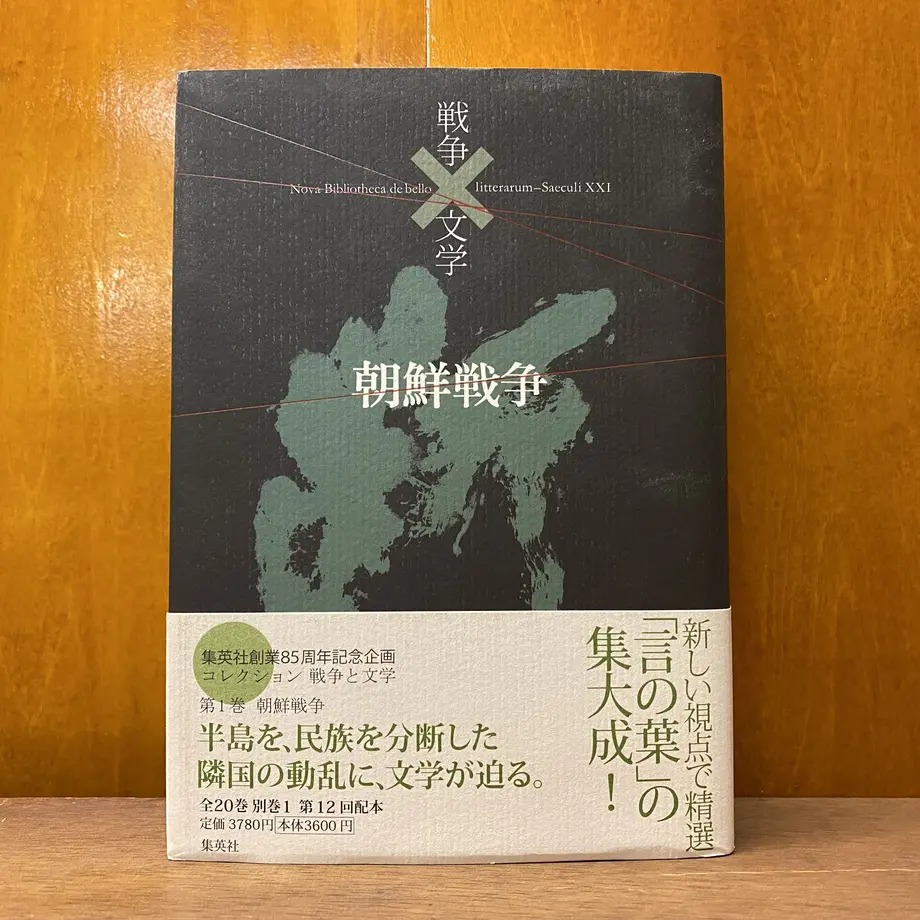 戦争
×
文学
Nova Bibliotheca de bello litterarum–Saeculi XXI
朝鮮戦争
新しい視点で精選
「言の葉」の
集大成！
集英社創業85周年記念企画
コレクション 戦争と文学
第1巻 朝鮮戦争
半島を、民族を分断した
隣国の動乱に、文学が迫る。
全20巻 別巻1 第12回配本
定価 3780円 本体3600円
集英社